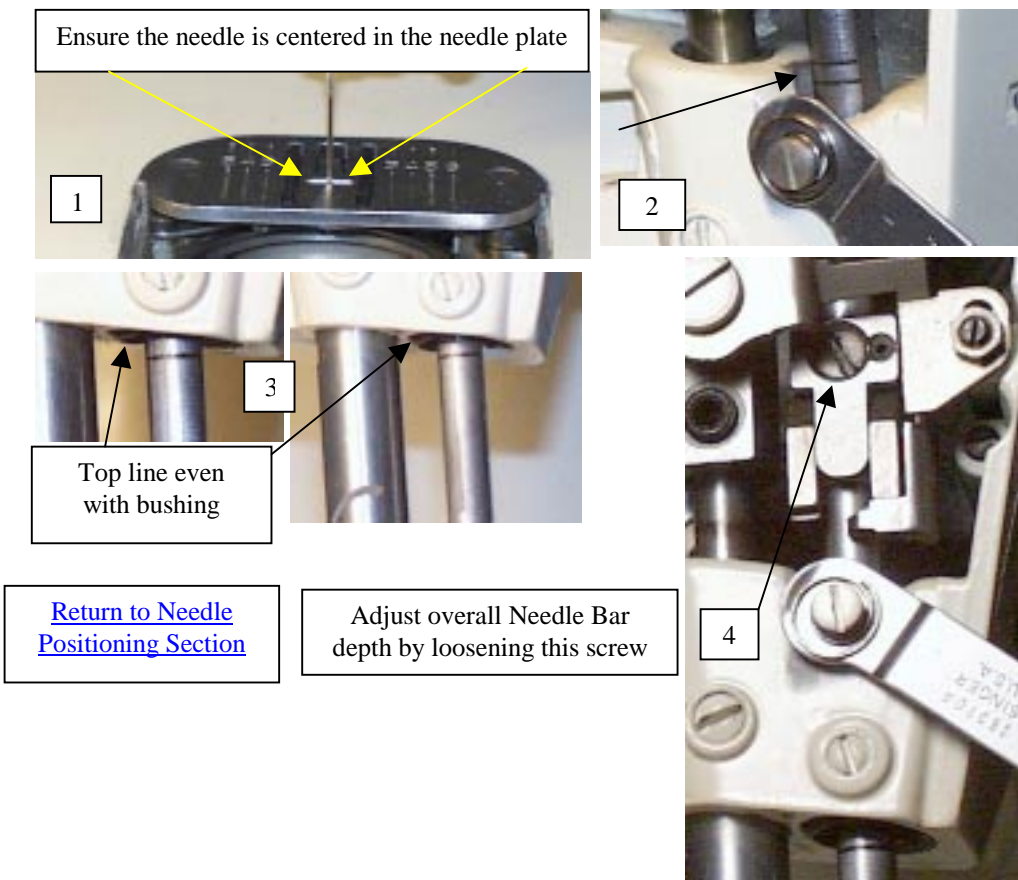 Ensure the needle is centered in the needle plate
1
2
3
Top line even
with bushing
Return to Needle
Positioning Section
Adjust overall Needle Bar
depth by loosening this screw
4
SINGER
U.S.A.